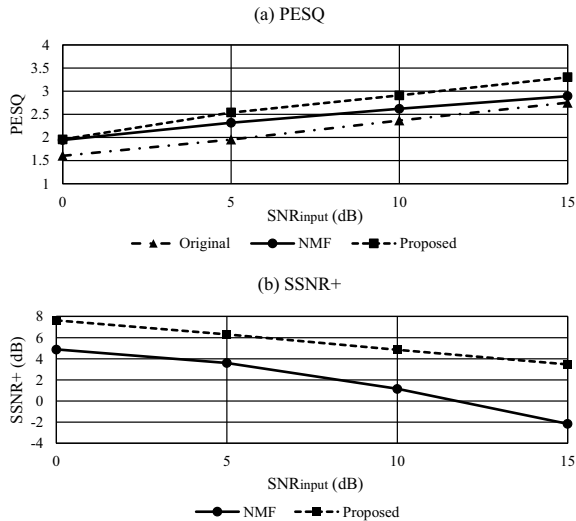 (a) PESQ
4
3.5
3
2.5
2
1.5
1
PESQ
0 5 10 15
SNRinput (dB)
Original NMF Proposed
(b) SSNR+
8
6
4
2
0
-2
-4
SSNR+ (dB)
0 5 10 15
SNRinput (dB)
NMF Proposed